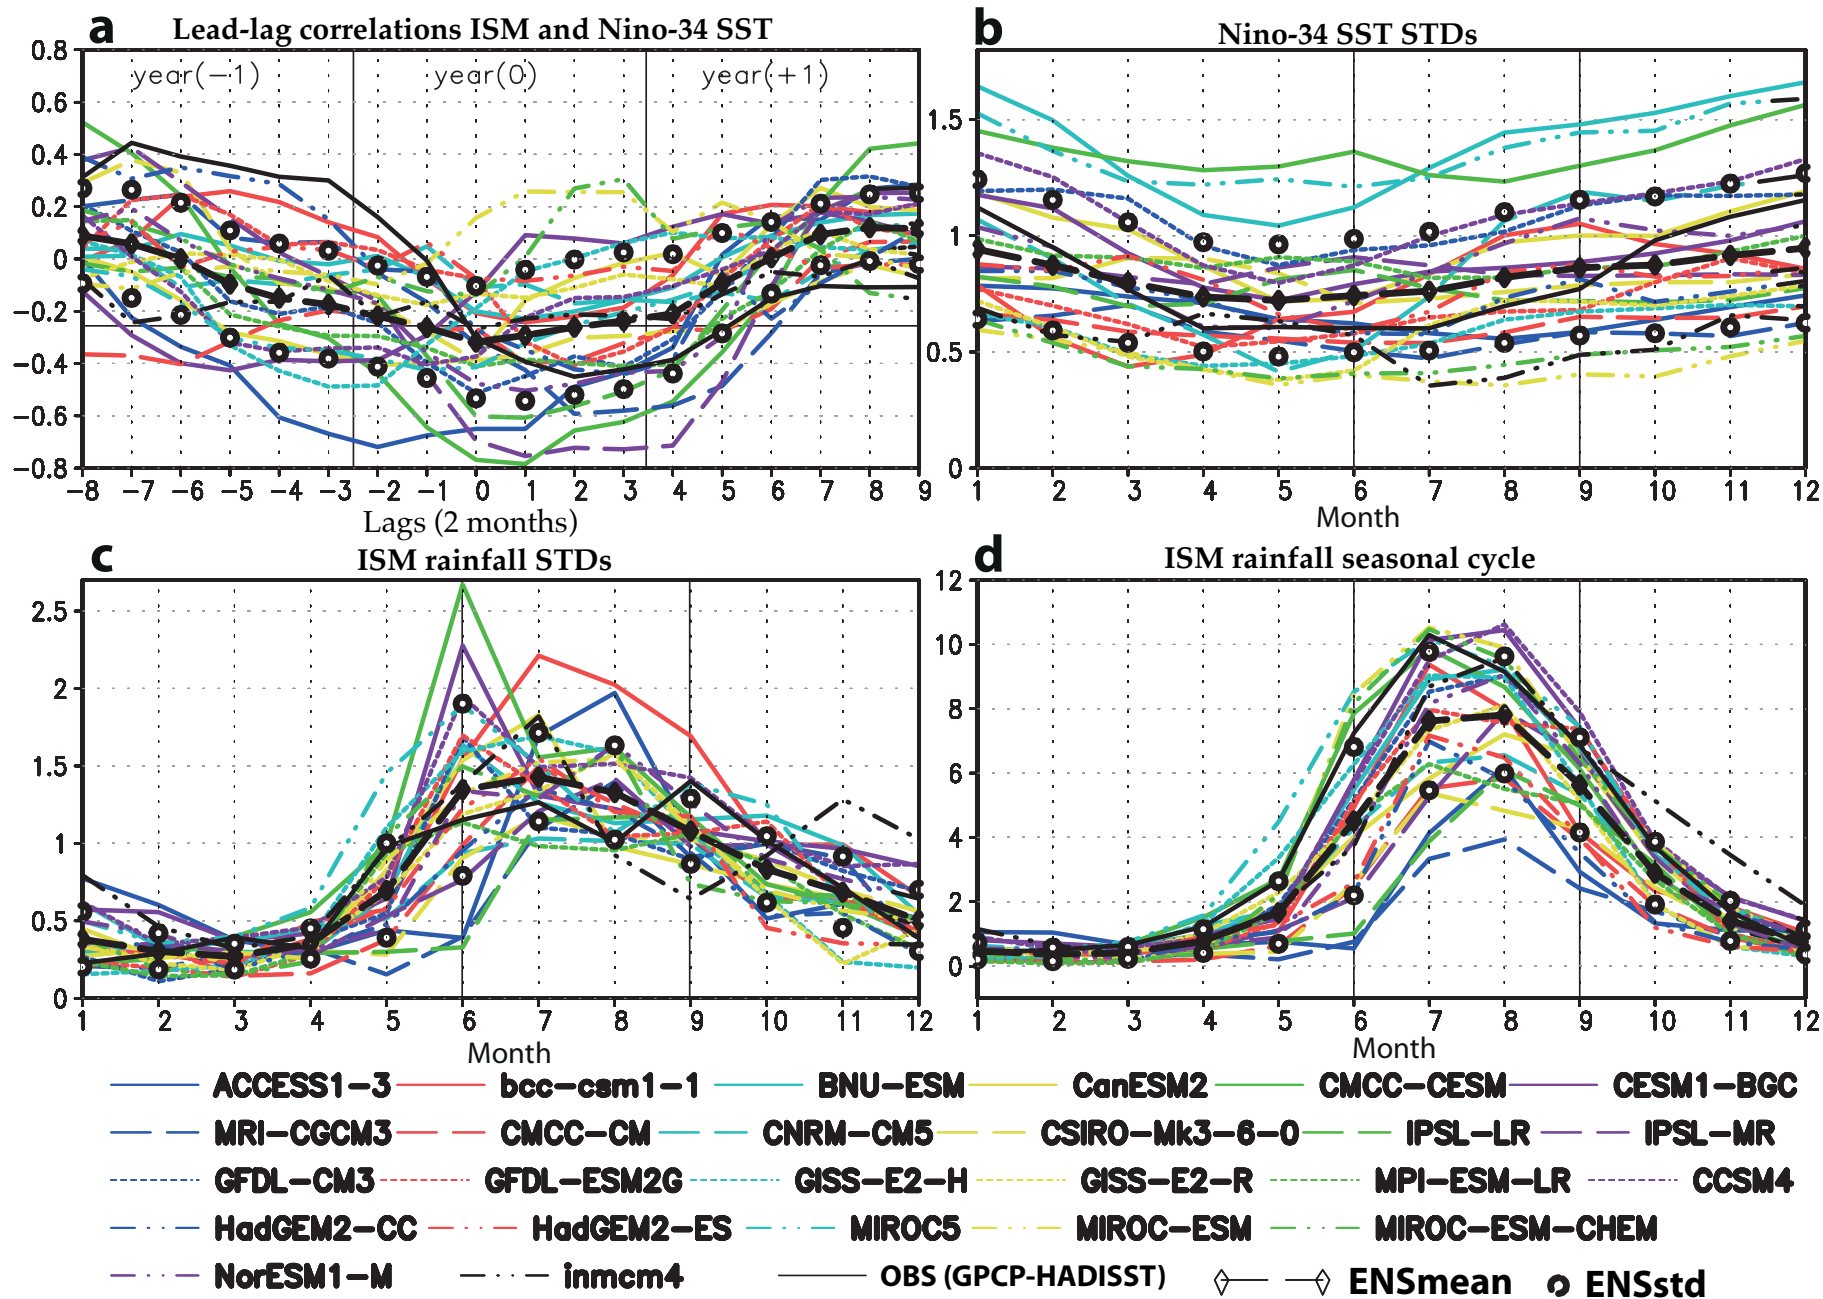 a
Lead-lag correlations ISM and Nino-34 SST
0.8
0.6
0.4
0.2
0
−0.2
−0.4
−0.6
−0.8
year(−1) year(0) year(+1)
−8 −7 −6 −5 −4 −3 −2 −1 0 1 2 3 4 5 6 7 8 9
Lags (2 months)
b
Nino-34 SST STDs
1.5
1
0.5
0
1 2 3 4 5 6 7 8 9 10 11 12
Month
c
ISM rainfall STDs
2.5
2
1.5
1
0.5
0
1 2 3 4 5 6 7 8 9 10 11 12
Month
d
ISM rainfall seasonal cycle
12
10
8
6
4
2
0
1 2 3 4 5 6 7 8 9 10 11 12
Month
ACCESS1−3 bcc−csm1−1 BNU−ESM CanESM2 CMCC−CESM CESM1−BGC
MRI−CGCM3 CMCC−CM CNRM−CM5 CSIRO−Mk3−6−0 IPSL−LR IPSL−MR
GFDL−CM3 GFDL−ESM2G GISS−E2−H GISS−E2−R MPI−ESM−LR CCSM4
HadGEM2−CC HadGEM2−ES MIROC5 MIROC−ESM MIROC−ESM−CHEM
NorESM1−M inmcm4 OBS (GPCP-HADISST) ENSmean ENSstd